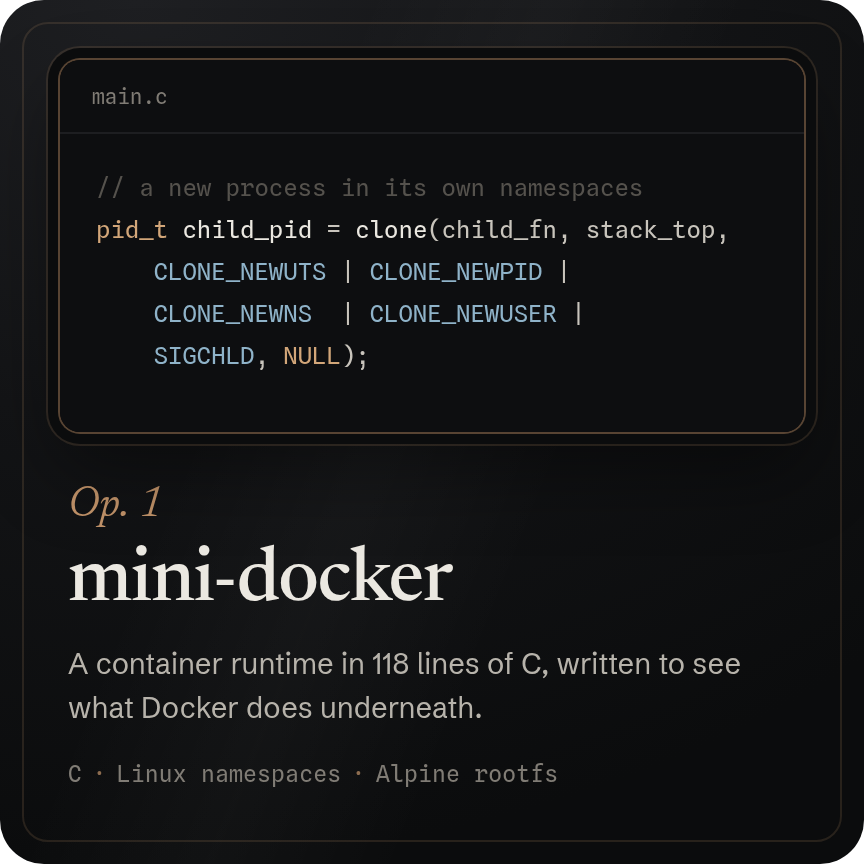 main.c
// a new process in its own namespaces
pid_t child_pid = clone(child_fn, stack_top,
    CLONE_NEWUTS | CLONE_NEWPID |
    CLONE_NEWNS  | CLONE_NEWUSER |
    SIGCHLD, NULL);
Op. 1
mini-docker
A container runtime in 118 lines of C, written to see
what Docker does underneath.
C · Linux namespaces · Alpine rootfs